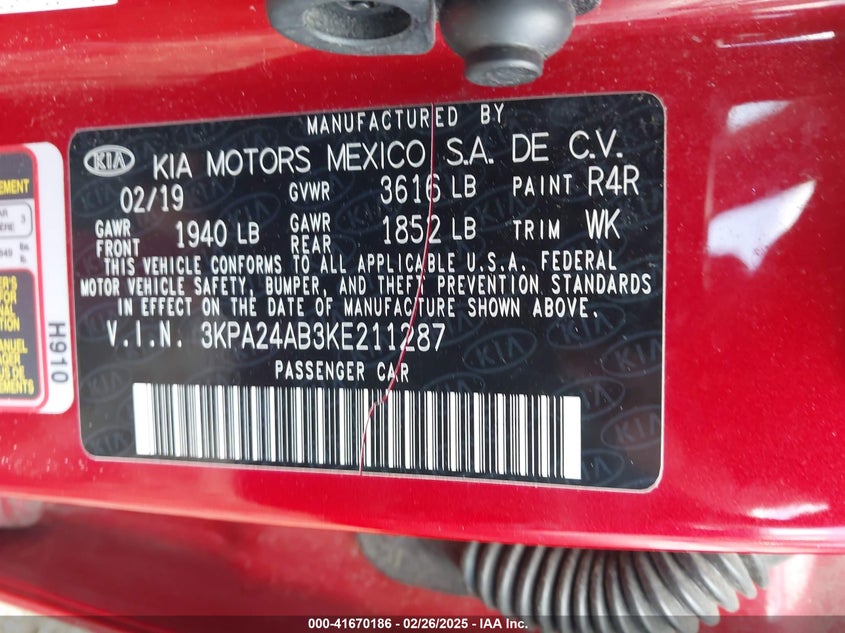 MANUFACTURED BY
KIA KIA MOTORS MEXICO S.A. DE C.V.
02/19 GVWR 3616 LB PAINT R4R
GAWR FRONT 1940 LB GAWR REAR 1852 LB TRIM WK
THIS VEHICLE CONFORMS TO ALL APPLICABLE U.S.A. FEDERAL
MOTOR VEHICLE SAFETY, BUMPER, AND THEFT PREVENTION STANDARDS
IN EFFECT ON THE DATE OF MANUFACTURE SHOWN ABOVE.
V.I.N. 3KPA24AB3KE211287
PASSENGER CAR
H910
000-41670186 - 02/26/2025 - IAA Inc.